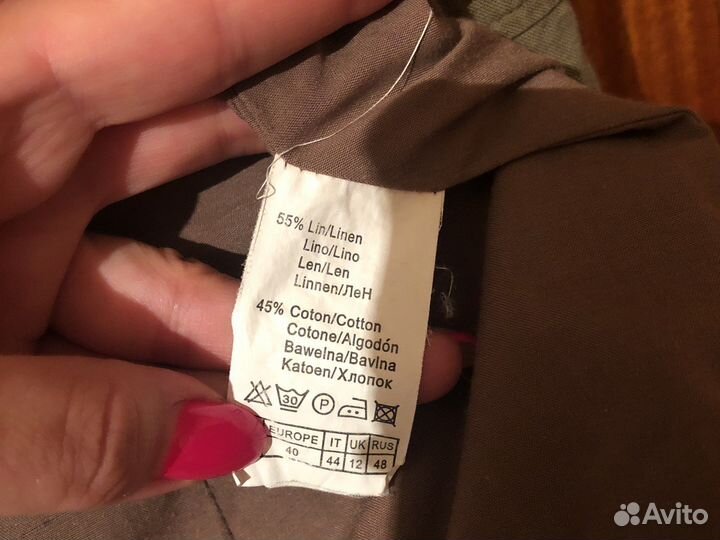 55% Lin/Linen
Lino/Lino
Len/Len
Linnen/ЛеН
45% Coton/Cotton
Cotone/Algodón
Bawelna/Bavlna
Katoen/Хлопок
30 P
EUROPE IT UK RUS
40 44 12 48
Avito